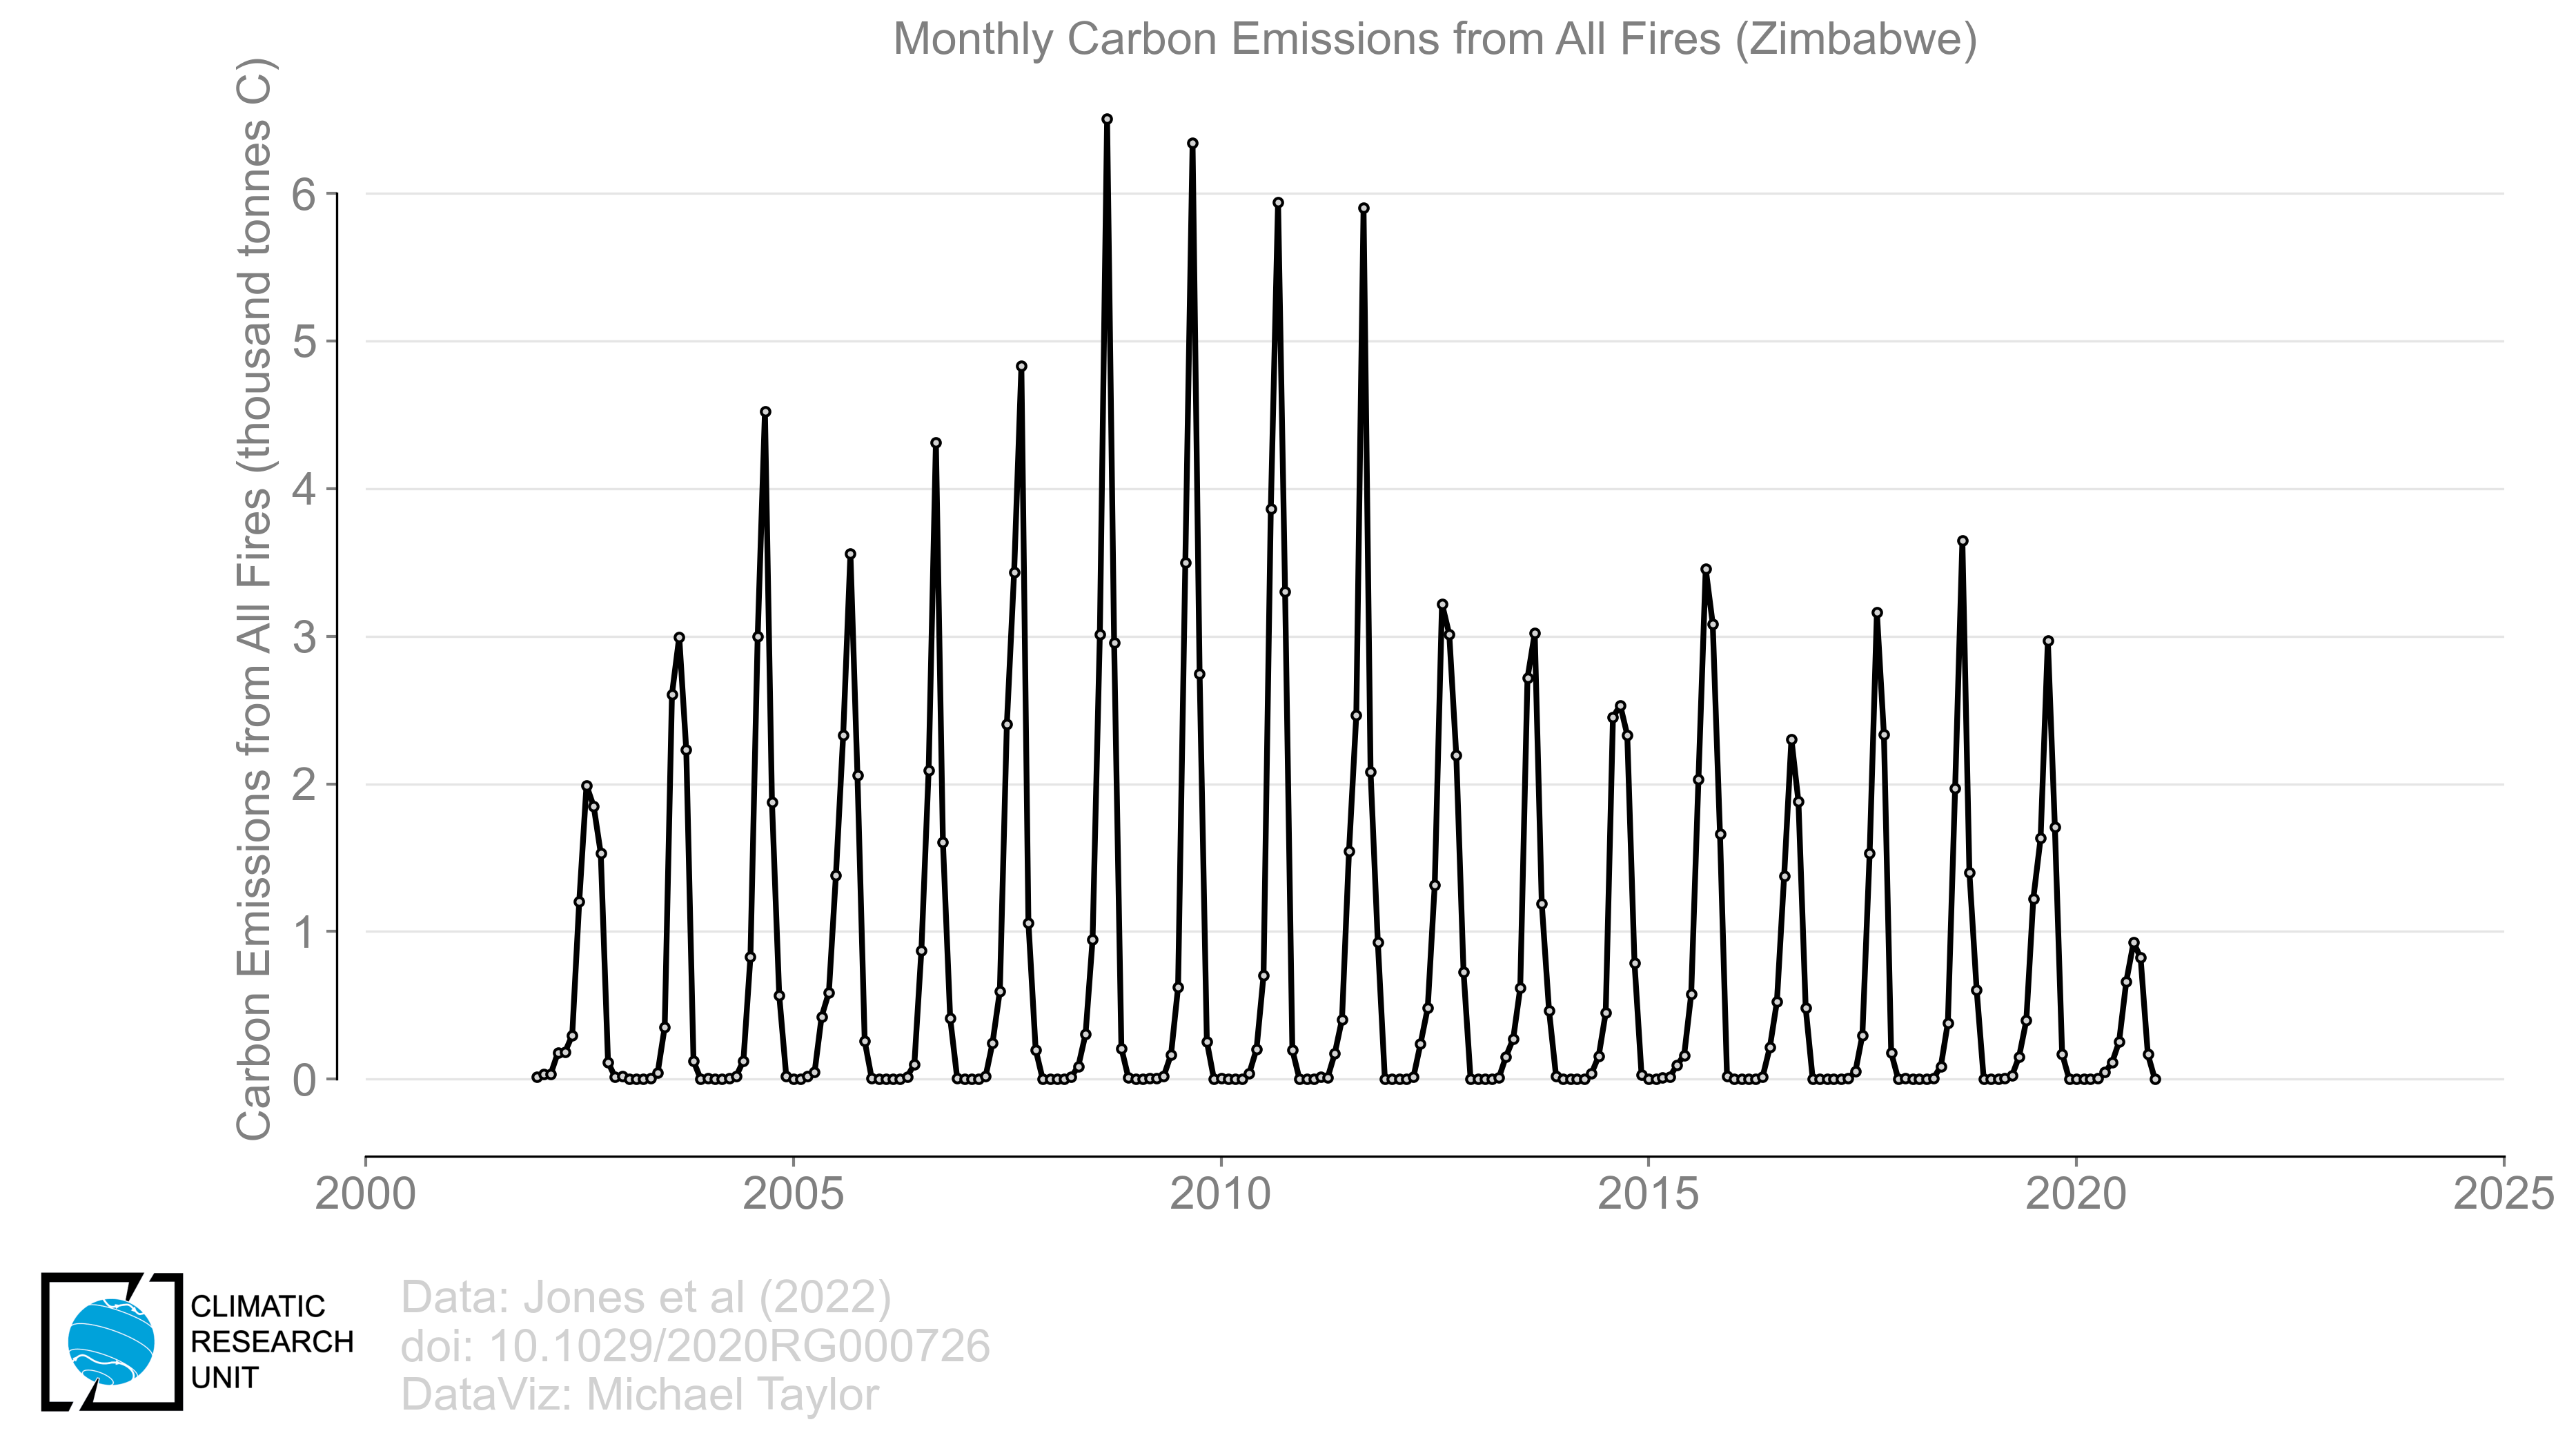 Monthly Carbon Emissions from All Fires (Zimbabwe)
Carbon Emissions from All Fires (thousand tonnes C)
6
5
4
3
2
1
0
2000
2005
2010
2015
2020
2025
CLIMATIC
RESEARCH
UNIT
Data: Jones et al (2022)
doi: 10.1029/2020RG000726
DataViz: Michael Taylor